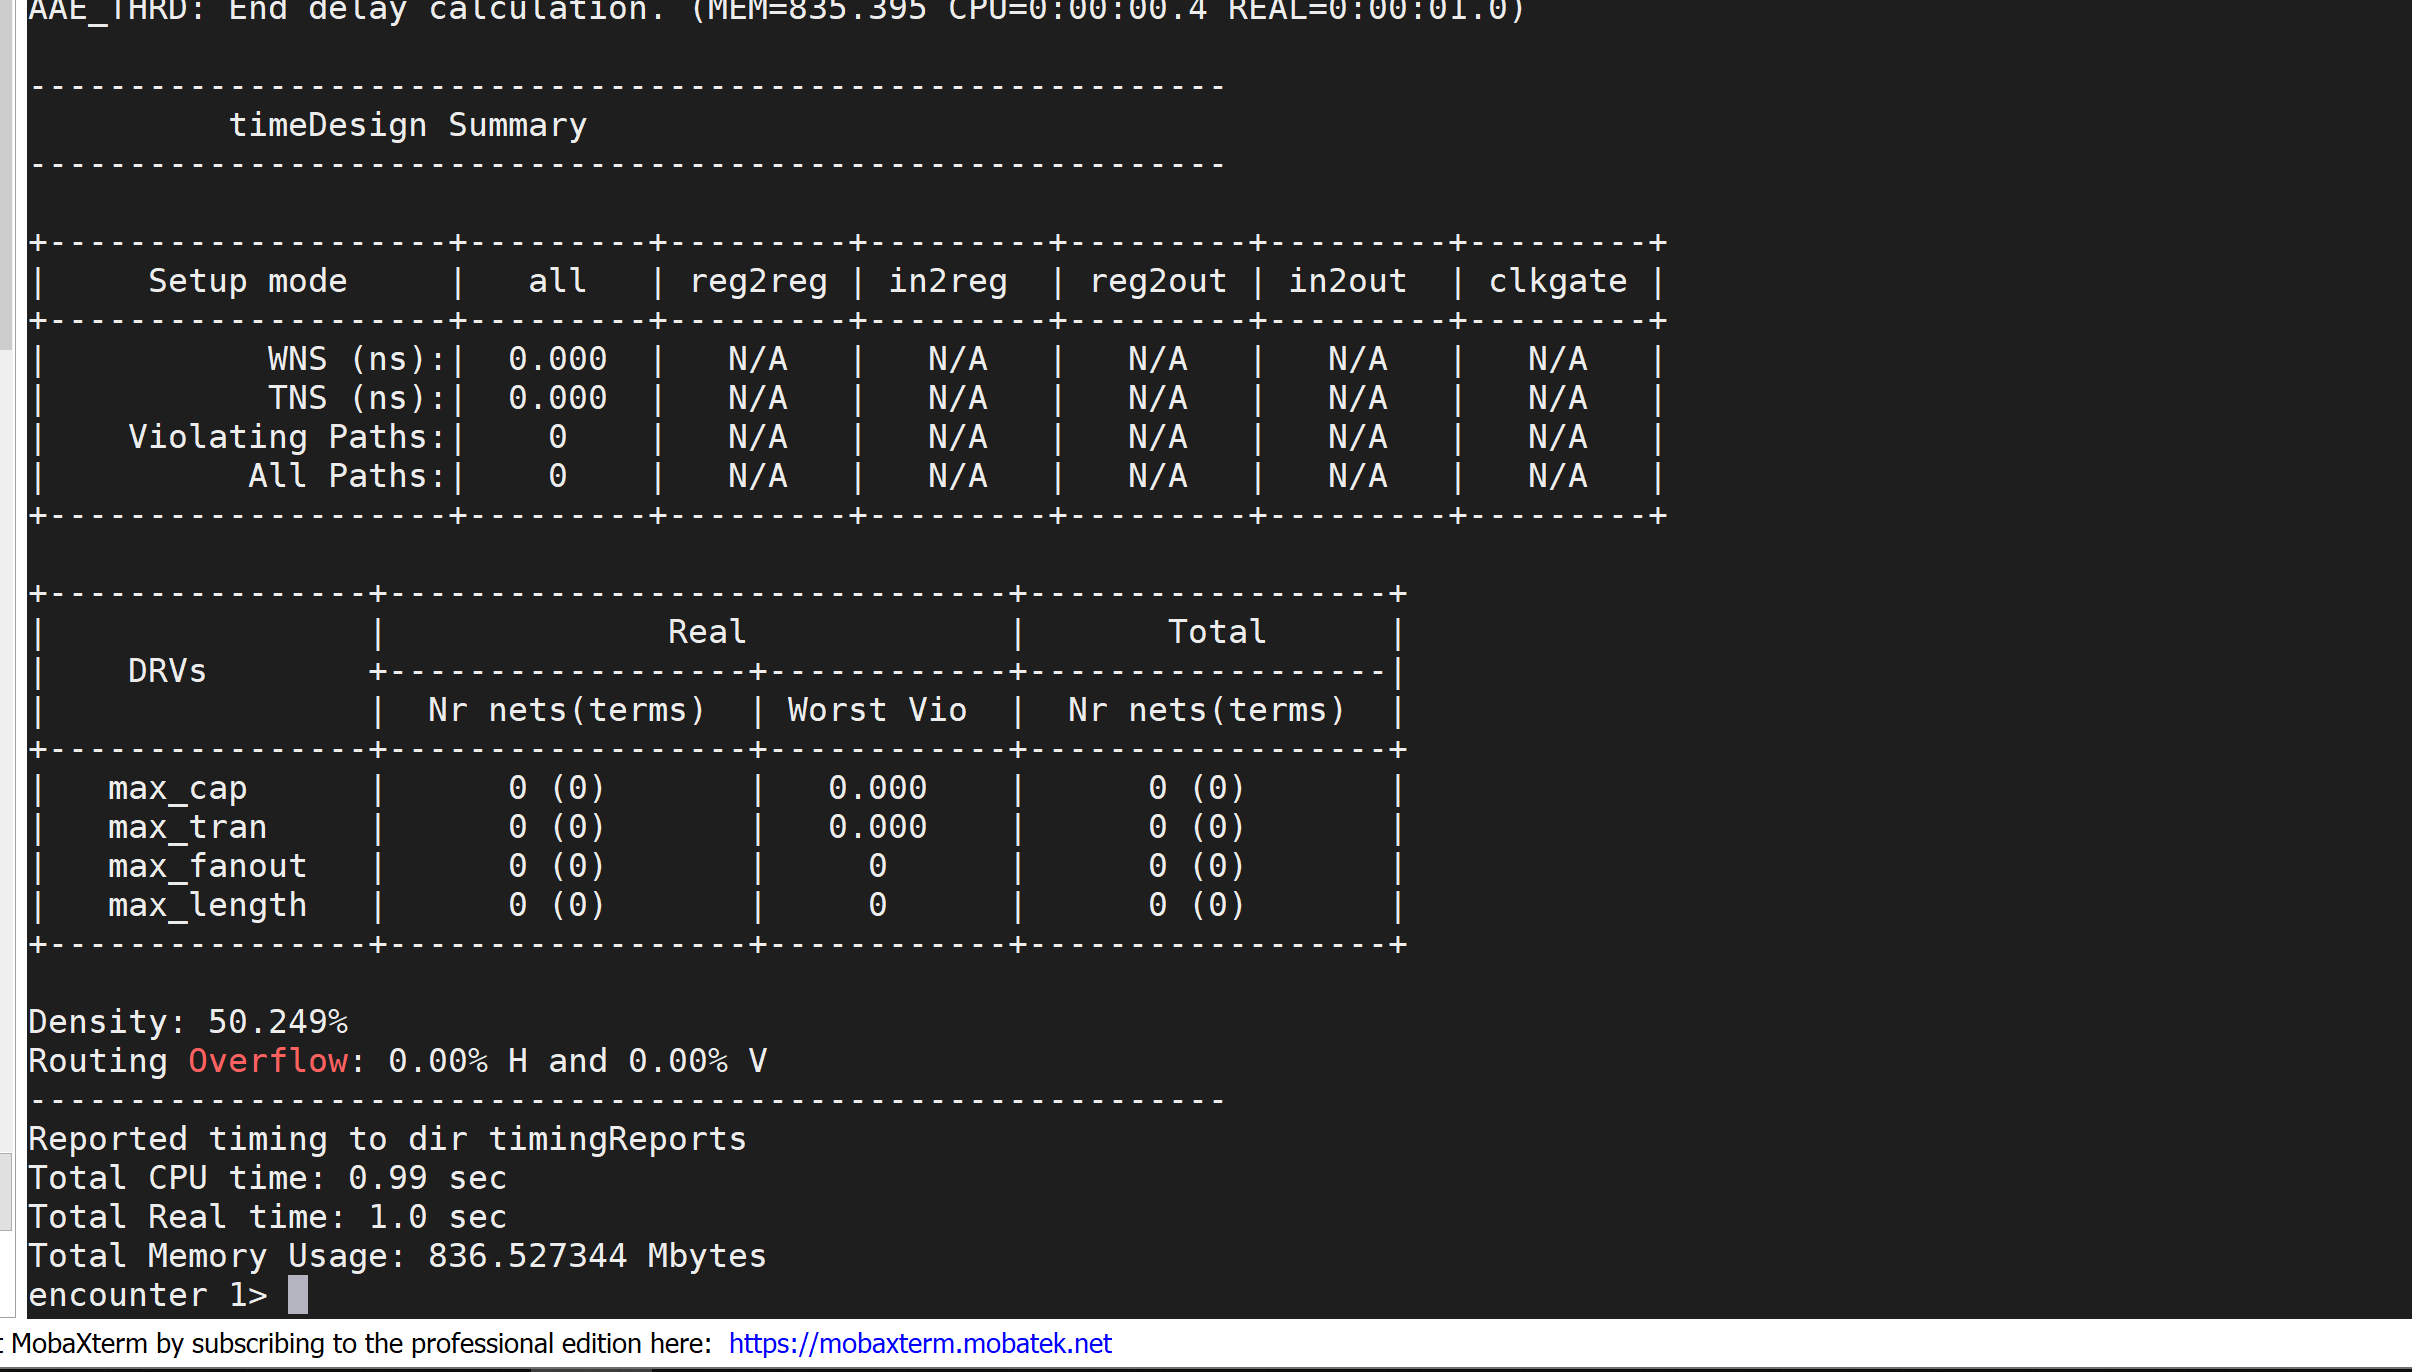 AAE_THRD: End delay calculation. (MEM=835.395 CPU=0:00:00.4 REAL=0:00:01.0)
------------------------------------------------------------
          timeDesign Summary
------------------------------------------------------------
+--------------------+---------+---------+---------+---------+---------+---------+
|     Setup mode     |   all   | reg2reg | in2reg  | reg2out | in2out  | clkgate |
+--------------------+---------+---------+---------+---------+---------+---------+
|           WNS (ns):|  0.000  |   N/A   |   N/A   |   N/A   |   N/A   |   N/A   |
|           TNS (ns):|  0.000  |   N/A   |   N/A   |   N/A   |   N/A   |   N/A   |
|    Violating Paths:|    0    |   N/A   |   N/A   |   N/A   |   N/A   |   N/A   |
|          All Paths:|    0    |   N/A   |   N/A   |   N/A   |   N/A   |   N/A   |
+--------------------+---------+---------+---------+---------+---------+---------+
+----------------+-------------------------------+------------------+
|                |              Real             |       Total      |
|    DRVs        +------------------+------------+------------------|
|                |  Nr nets(terms)  | Worst Vio  |  Nr nets(terms)  |
+----------------+------------------+------------+------------------+
|   max_cap      |      0 (0)       |   0.000    |      0 (0)       |
|   max_tran     |      0 (0)       |   0.000    |      0 (0)       |
|   max_fanout   |      0 (0)       |     0      |      0 (0)       |
|   max_length   |      0 (0)       |     0      |      0 (0)       |
+----------------+------------------+------------+------------------+
Density: 50.249%
Routing Overflow: 0.00% H and 0.00% V
------------------------------------------------------------
Reported timing to dir timingReports
Total CPU time: 0.99 sec
Total Real time: 1.0 sec
Total Memory Usage: 836.527344 Mbytes
encounter 1>
MobaXterm by subscribing to the professional edition here: https://mobaxterm.mobatek.net